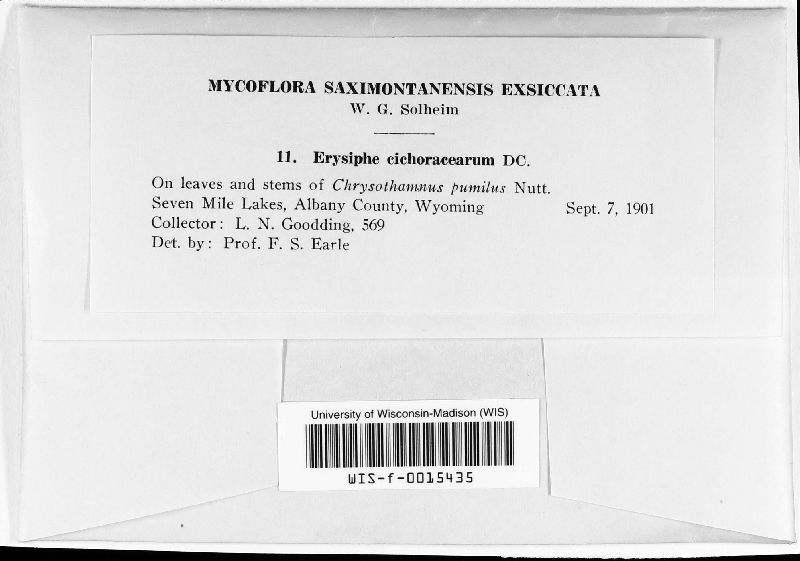 MYCOFLORA SAXIMONTANENSIS EXSICCATA
W. G. Solheim
11. Erysiphe cichoracearum DC.
On leaves and stems of Chrysothamnus pumilus Nutt.
Seven Mile Lakes, Albany County, Wyoming Sept. 7, 1901
Collector: L. N. Goodding, 569
Det. by: Prof. F. S. Earle
University of Wisconsin-Madison (WIS)
WIS-f-0015435